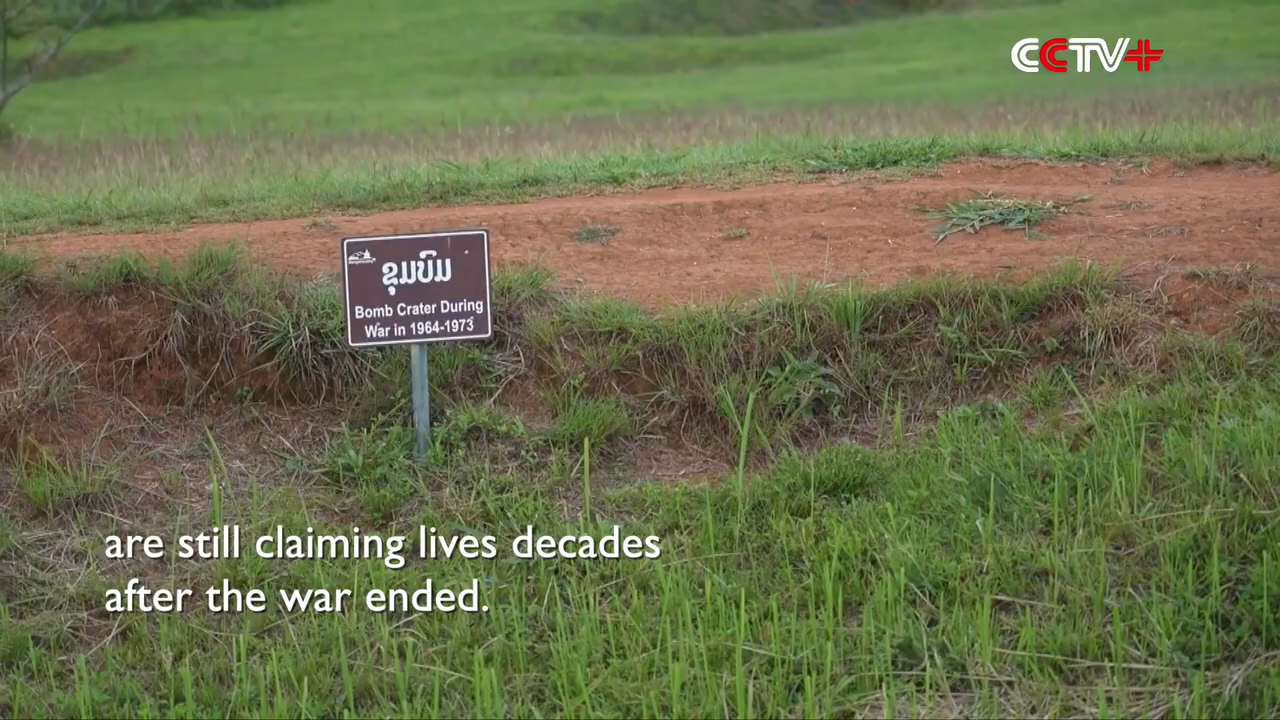 CCTV+
ຂຸມບົມ
Bomb Crater During
War in 1964-1973
are still claiming lives decades
after the war ended.